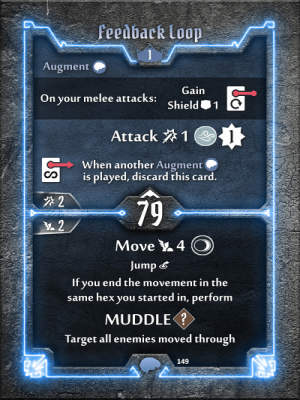 Feedback Loop
1
Augment
On your melee attacks:
Gain
Shield 1
Attack 1
1
When another Augment
is played, discard this card.
2
79
2
Move 4
Jump
If you end the movement in the
same hex you started in, perform
MUDDLE
Target all enemies moved through
149